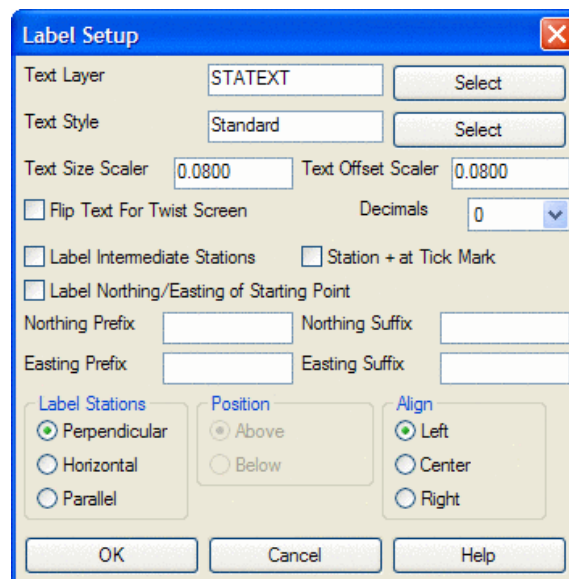 Label Setup
Text Layer STATEXT Select
Text Style Standard Select
Text Size Scaler 0.0800 Text Offset Scaler 0.0800
Flip Text For Twist Screen Decimals 0
Label Intermediate Stations Station + at Tick Mark
Label Northing/Easting of Starting Point
Northing Prefix Northing Suffix
Easting Prefix Easting Suffix
Label Stations Position Align
Perpendicular Above Left
Horizontal Below Center
Parallel Right
OK Cancel Help